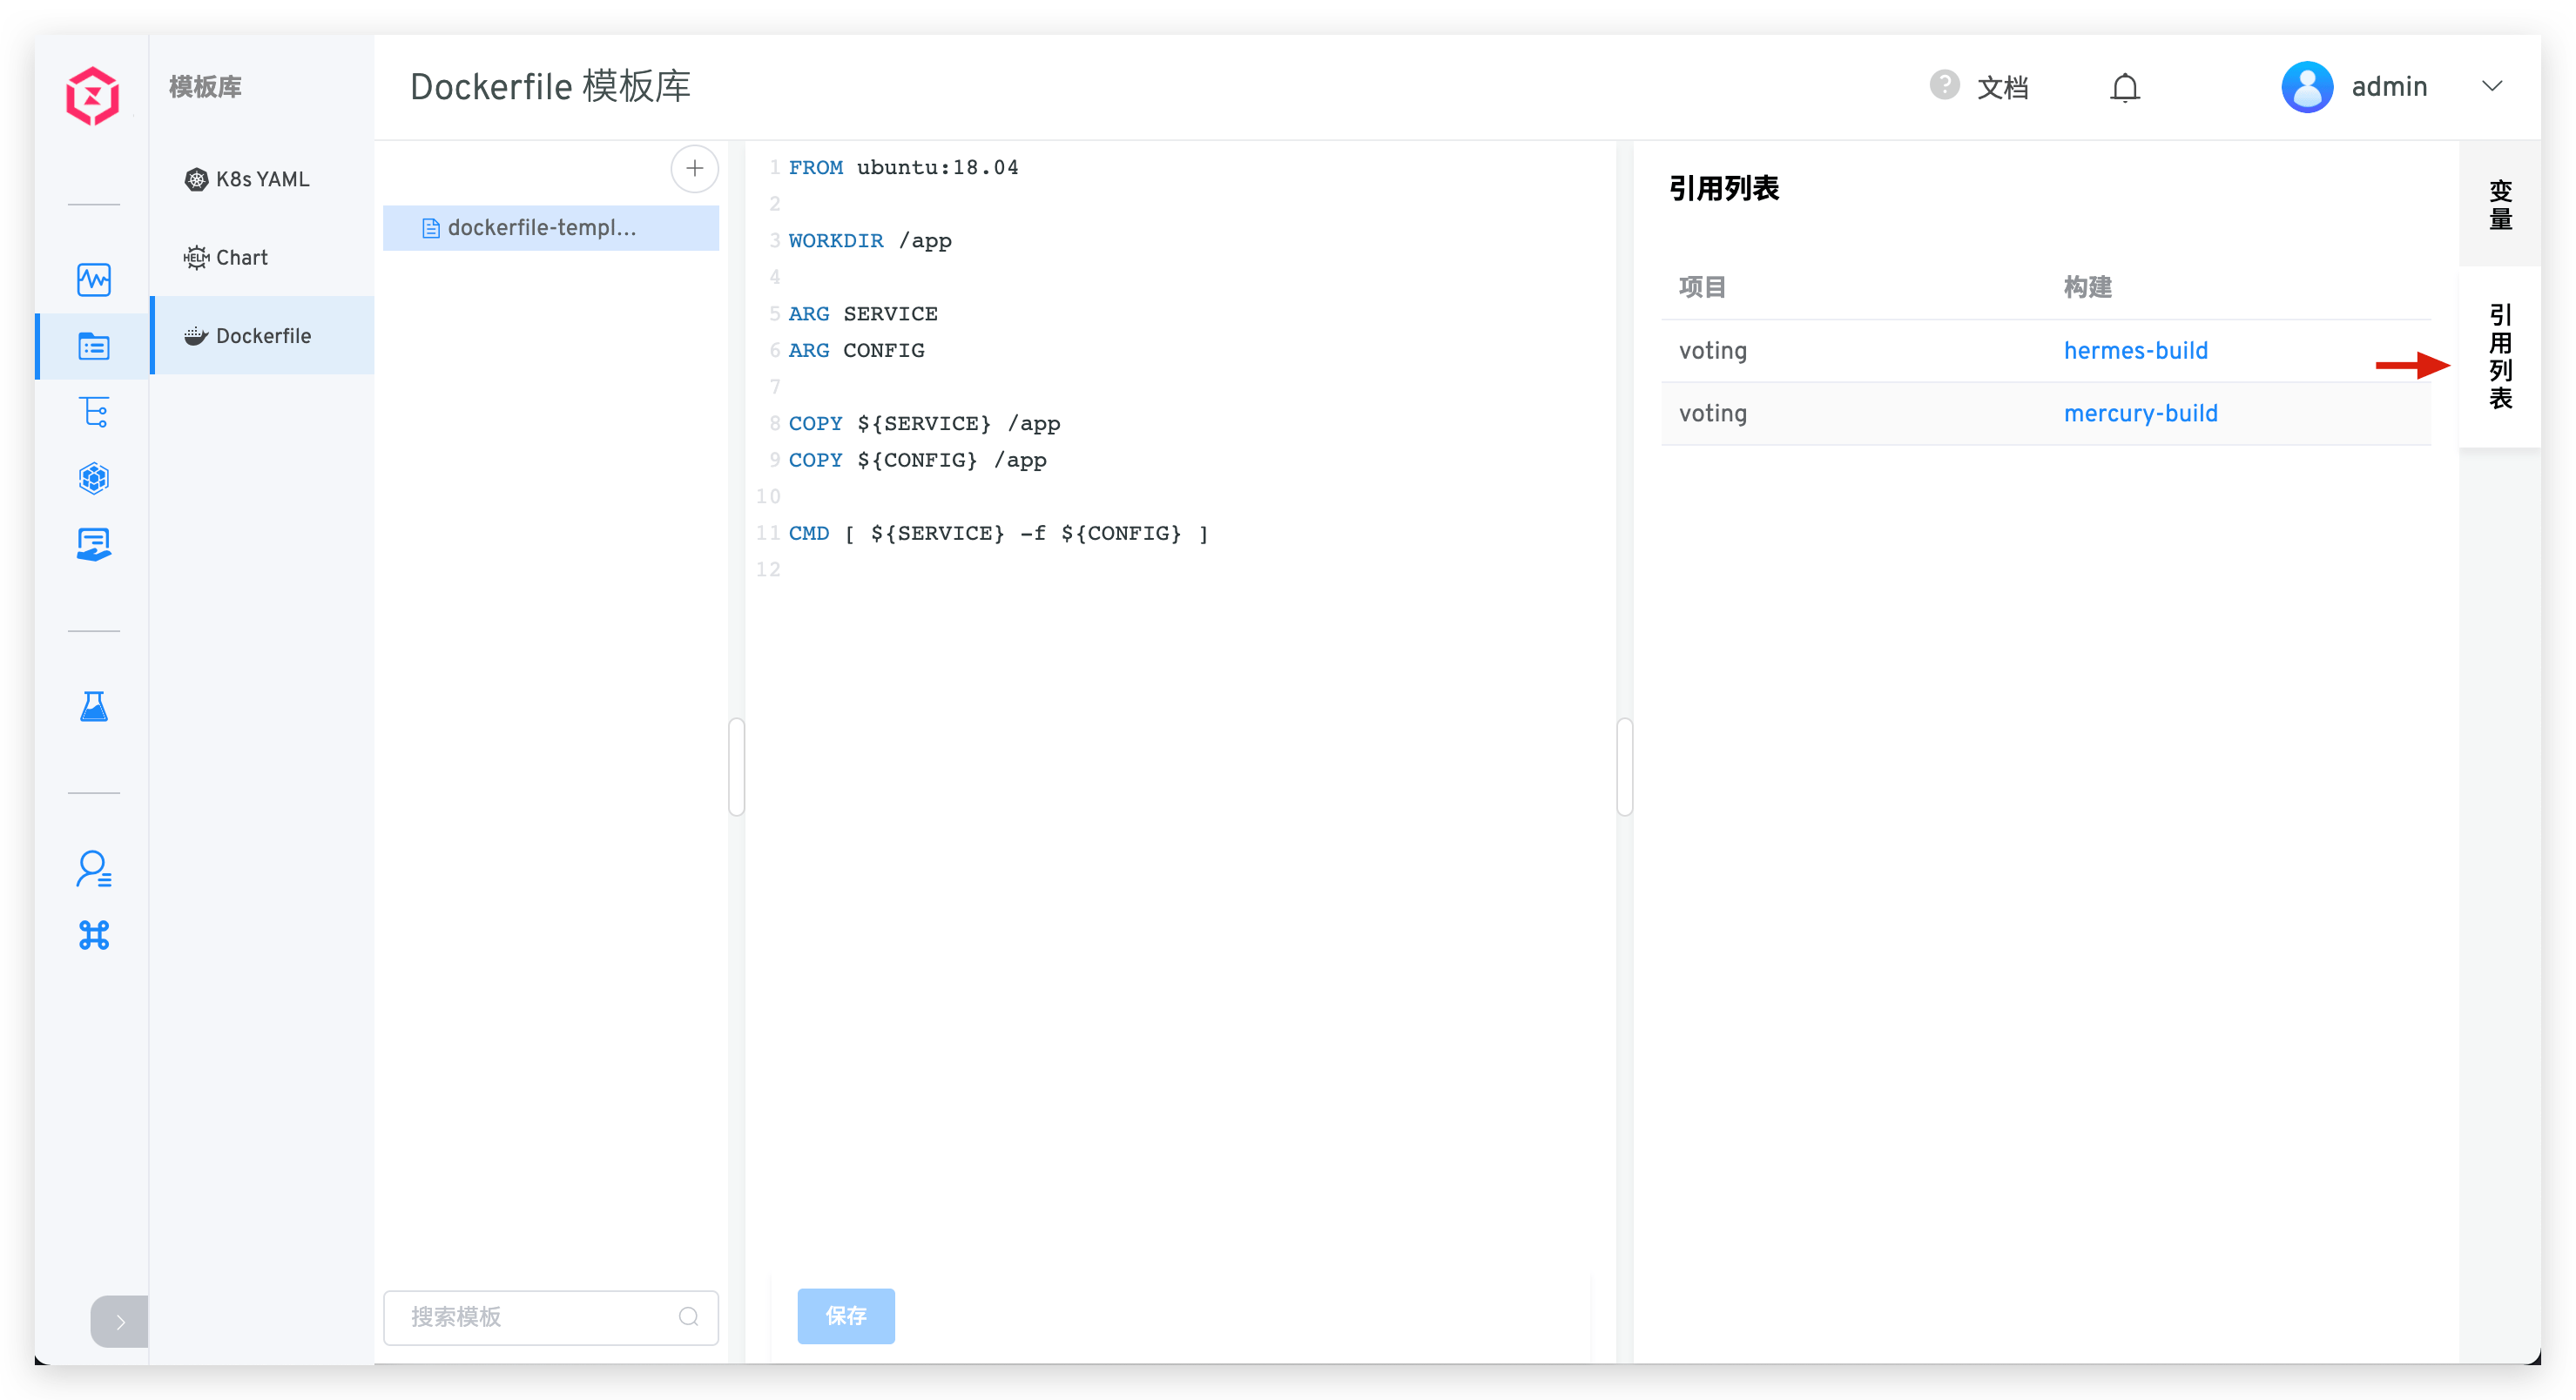 模板库
K8s YAML
HELM Chart
Dockerfile
Dockerfile 模板库
? 文档
admin
dockerfile-templ...
搜索模板
1 FROM ubuntu:18.04
2
3 WORKDIR /app
4
5 ARG SERVICE
6 ARG CONFIG
7
8 COPY ${SERVICE} /app
9 COPY ${CONFIG} /app
10
11 CMD [ ${SERVICE} -f ${CONFIG} ]
12
保存
引用列表
项目 构建
voting hermes-build
voting mercury-build
变量
引用列表